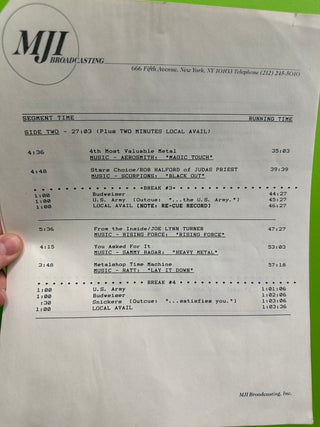 MJI
BROADCASTING
666 Fifth Avenue, New York, NY 10103 Telephone (212) 245-5010
SEGMENT TIME RUNNING TIME
SIDE TWO - 27:03 (Plus TWO MINUTES LOCAL AVAIL)
4:36 4th Most Valuable Metal 35:03
MUSIC - AEROSMITH: "MAGIC TOUCH"
4:48 Stars Choice/ROB HALFORD of JUDAS PRIEST 39:39
MUSIC - SCORPIONS: "BLACK OUT"
BREAK #3
1:00 Budweiser 44:27
1:00 U.S. Army (Outcue: "...the U.S. Army.") 45:27
1:00 LOCAL AVAIL (NOTE: RE-CUE RECORD) 46:27
5:36 From the Inside/JOE LYNN TURNER 47:27
MUSIC - RISING FORCE: "RISING FORCE"
4:15 You Asked For It 53:03
MUSIC - SAMMY HAGAR: "HEAVY METAL"
3:48 Metalshop Time Machine 57:18
MUSIC - RATT: "LAY IT DOWN"
BREAK #4
1:00 U.S. Army 1:01:06
1:00 Budweiser 1:02:06
:30 Snickers (Outcue: "...satisfies you.") 1:03:06
1:00 LOCAL AVAIL 1:03:36
MJI Broadcasting, Inc.